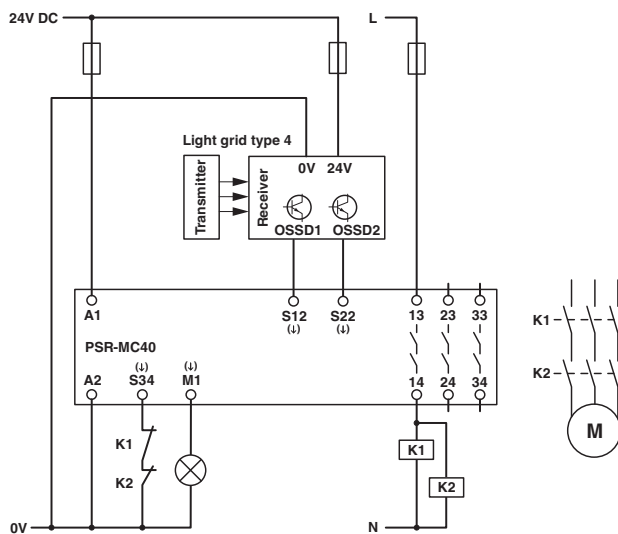 24V DC
L
Light grid type 4
0V 24V
Transmitter
Receiver
OSSD1 OSSD2
A1 S12 S22 13 23 33
(↓) (↓)
PSR-MC40
(↓) (↓)
A2 S34 M1 14 24 34
K1
K2
K1
K2
0V
N
K1
K2
M